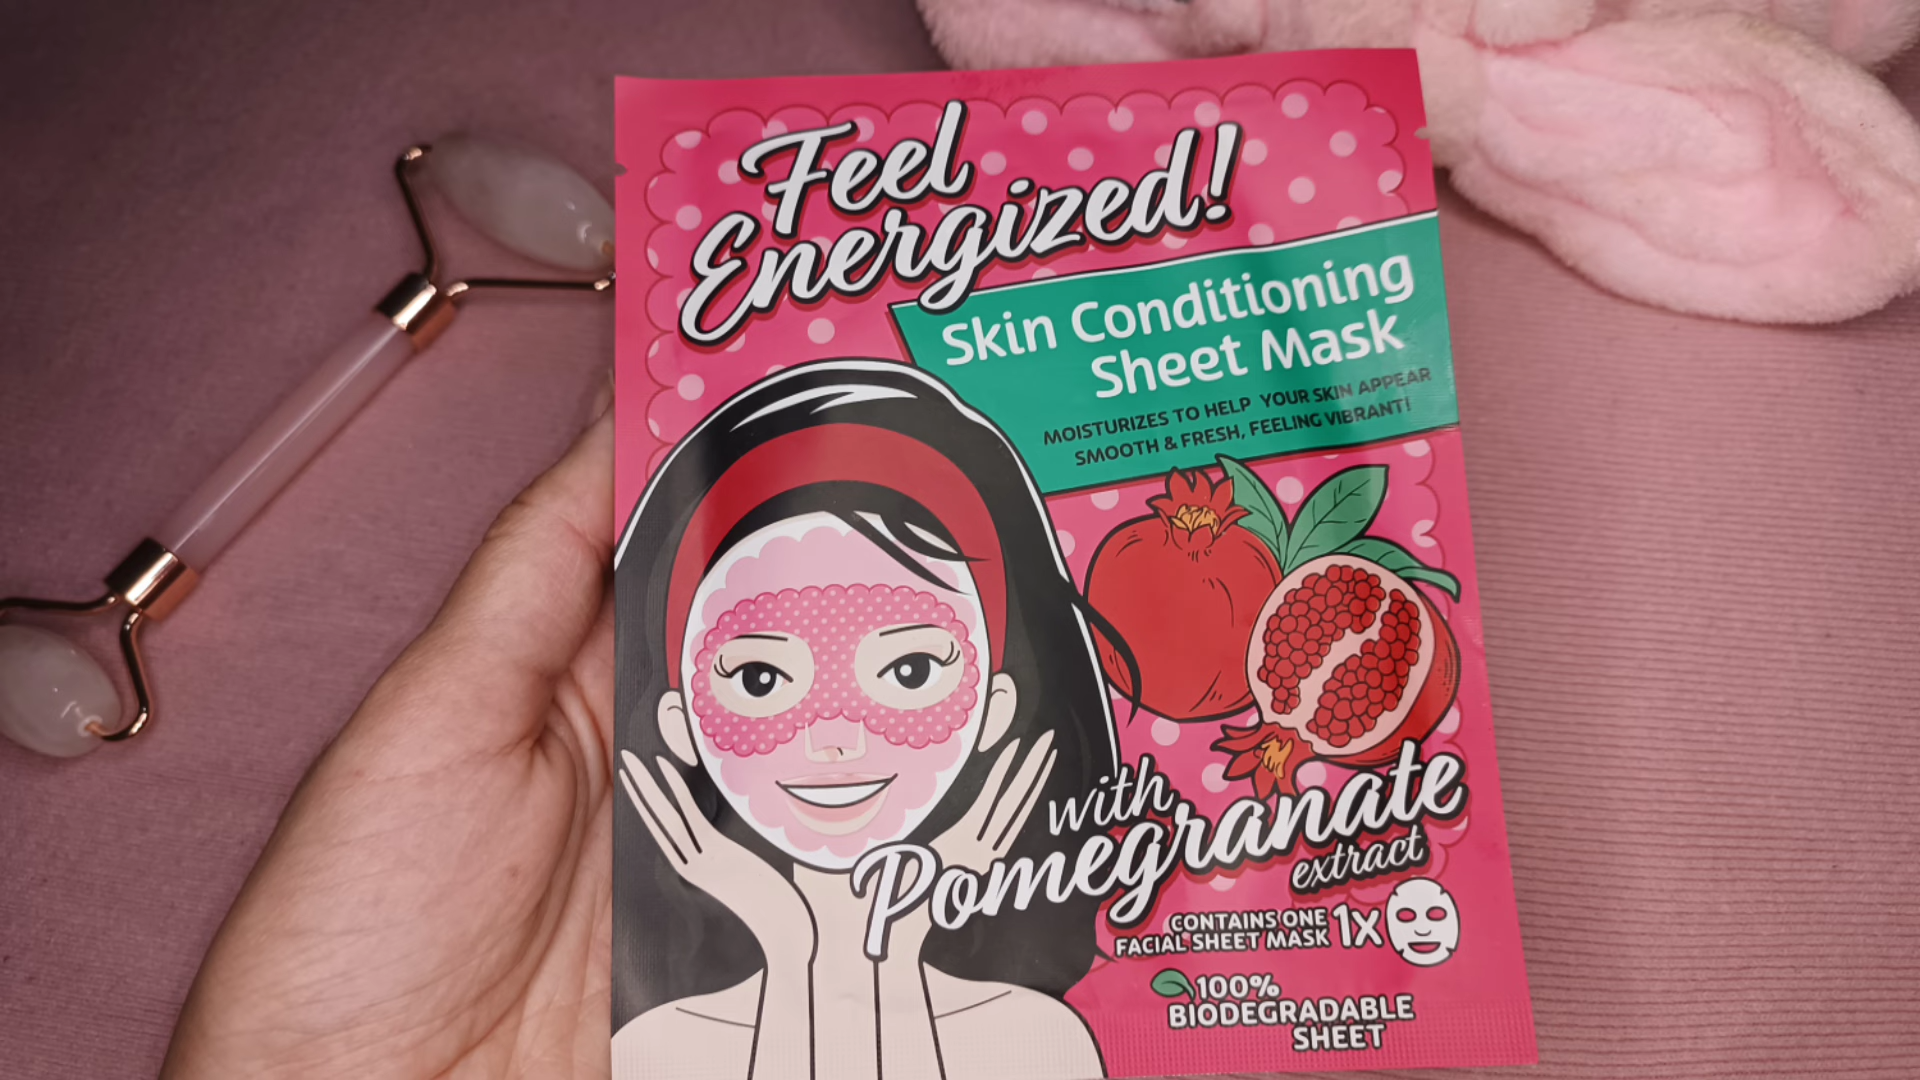 Feel
Energized!
Skin Conditioning
Sheet Mask
MOISTURIZES TO HELP YOUR SKIN APPEAR
SMOOTH & FRESH, FEELING VIBRANT!
with
Pomegranate
extract
CONTAINS ONE
FACIAL SHEET MASK 1X
100%
BIODEGRADABLE
SHEET